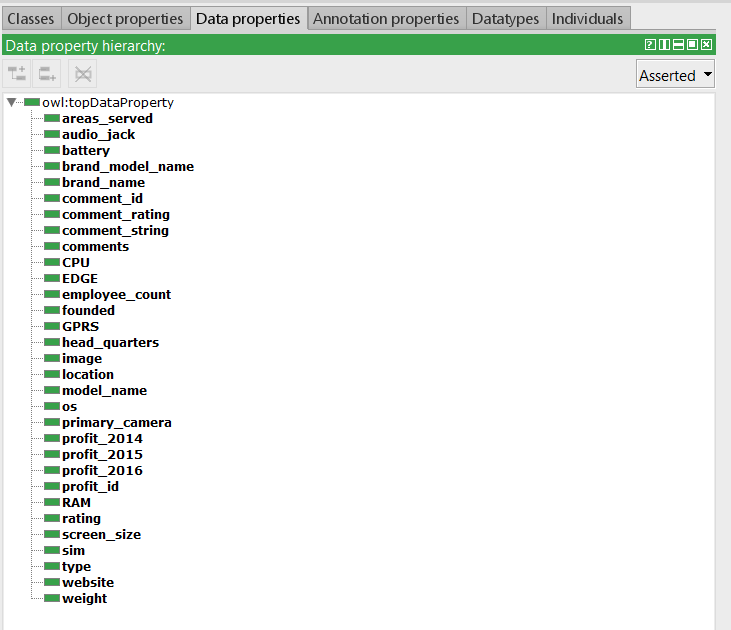 Classes Object properties Data properties Annotation properties Datatypes Individuals
Data property hierarchy:
Asserted
owl:topDataProperty
areas_served
audio_jack
battery
brand_model_name
brand_name
comment_id
comment_rating
comment_string
comments
CPU
EDGE
employee_count
founded
GPRS
head_quarters
image
location
model_name
os
primary_camera
profit_2014
profit_2015
profit_2016
profit_id
RAM
rating
screen_size
sim
type
website
weight